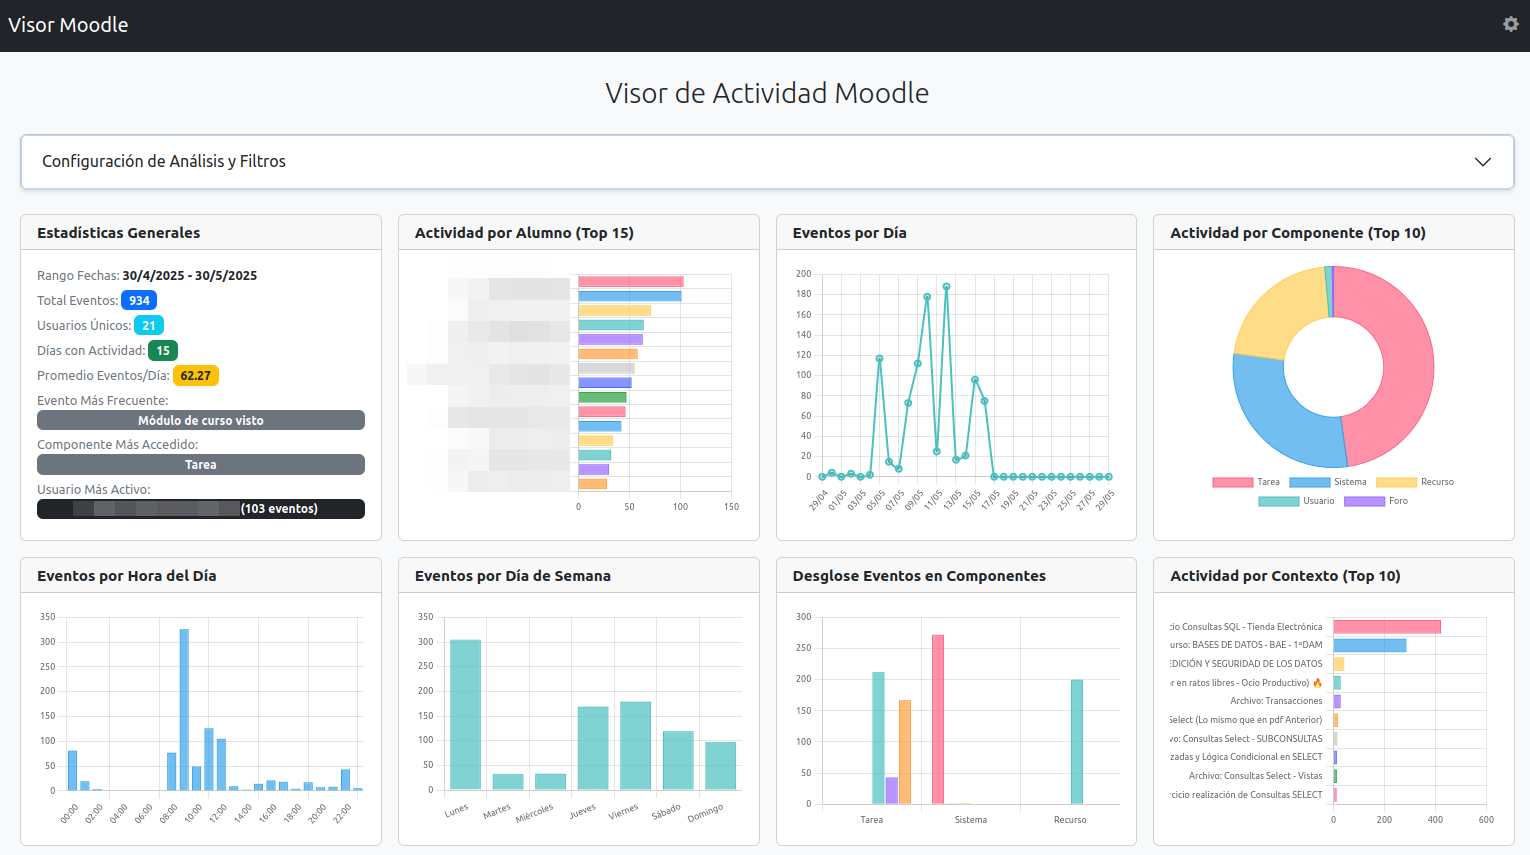 Visor Moodle
Visor de Actividad Moodle
Configuración de Análisis y Filtros
Estadísticas Generales
Rango Fechas: 30/4/2025 - 30/5/2025
Total Eventos: 934
Usuarios Únicos: 21
Días con Actividad: 15
Promedio Eventos/Día: 62.27
Evento Más Frecuente:
Módulo de curso visto
Componente Más Accedido:
Tarea
Usuario Más Activo:
(103 eventos)
Actividad por Alumno (Top 15)
0 50 100 150
Eventos por Día
200
180
160
140
120
100
80
60
40
20
0
29/04 01/05 03/05 05/05 07/05 09/05 11/05 13/05 15/05 17/05 19/05 21/05 23/05 25/05 27/05 29/05
Actividad por Componente (Top 10)
Tarea Sistema Recurso
Usuario Foro
Eventos por Hora del Día
350
300
250
200
150
100
50
0
00:00 02:00 04:00 06:00 08:00 10:00 12:00 14:00 16:00 18:00 20:00 22:00
Eventos por Día de Semana
350
300
250
200
150
100
50
0
Lunes Martes Miércoles Jueves Viernes Sábado Domingo
Desglose Eventos en Componentes
300
250
200
150
100
50
0
Tarea Sistema Recurso
Actividad por Contexto (Top 10)
cio Consultas SQL - Tienda Electrónica
urso: BASES DE DATOS - BAE - 1ºDAM
EDICIÓN Y SEGURIDAD DE LOS DATOS
ar en ratos libres - Ocio Productivo) 🔥
Archivo: Transacciones
Select (Lo mismo que en pdf Anterior)
vo: Consultas Select - SUBCONSULTAS
zadas y Lógica Condicional en SELECT
Archivo: Consultas Select - Vistas
rcicio realización de Consultas SELECT
0 200 400 600